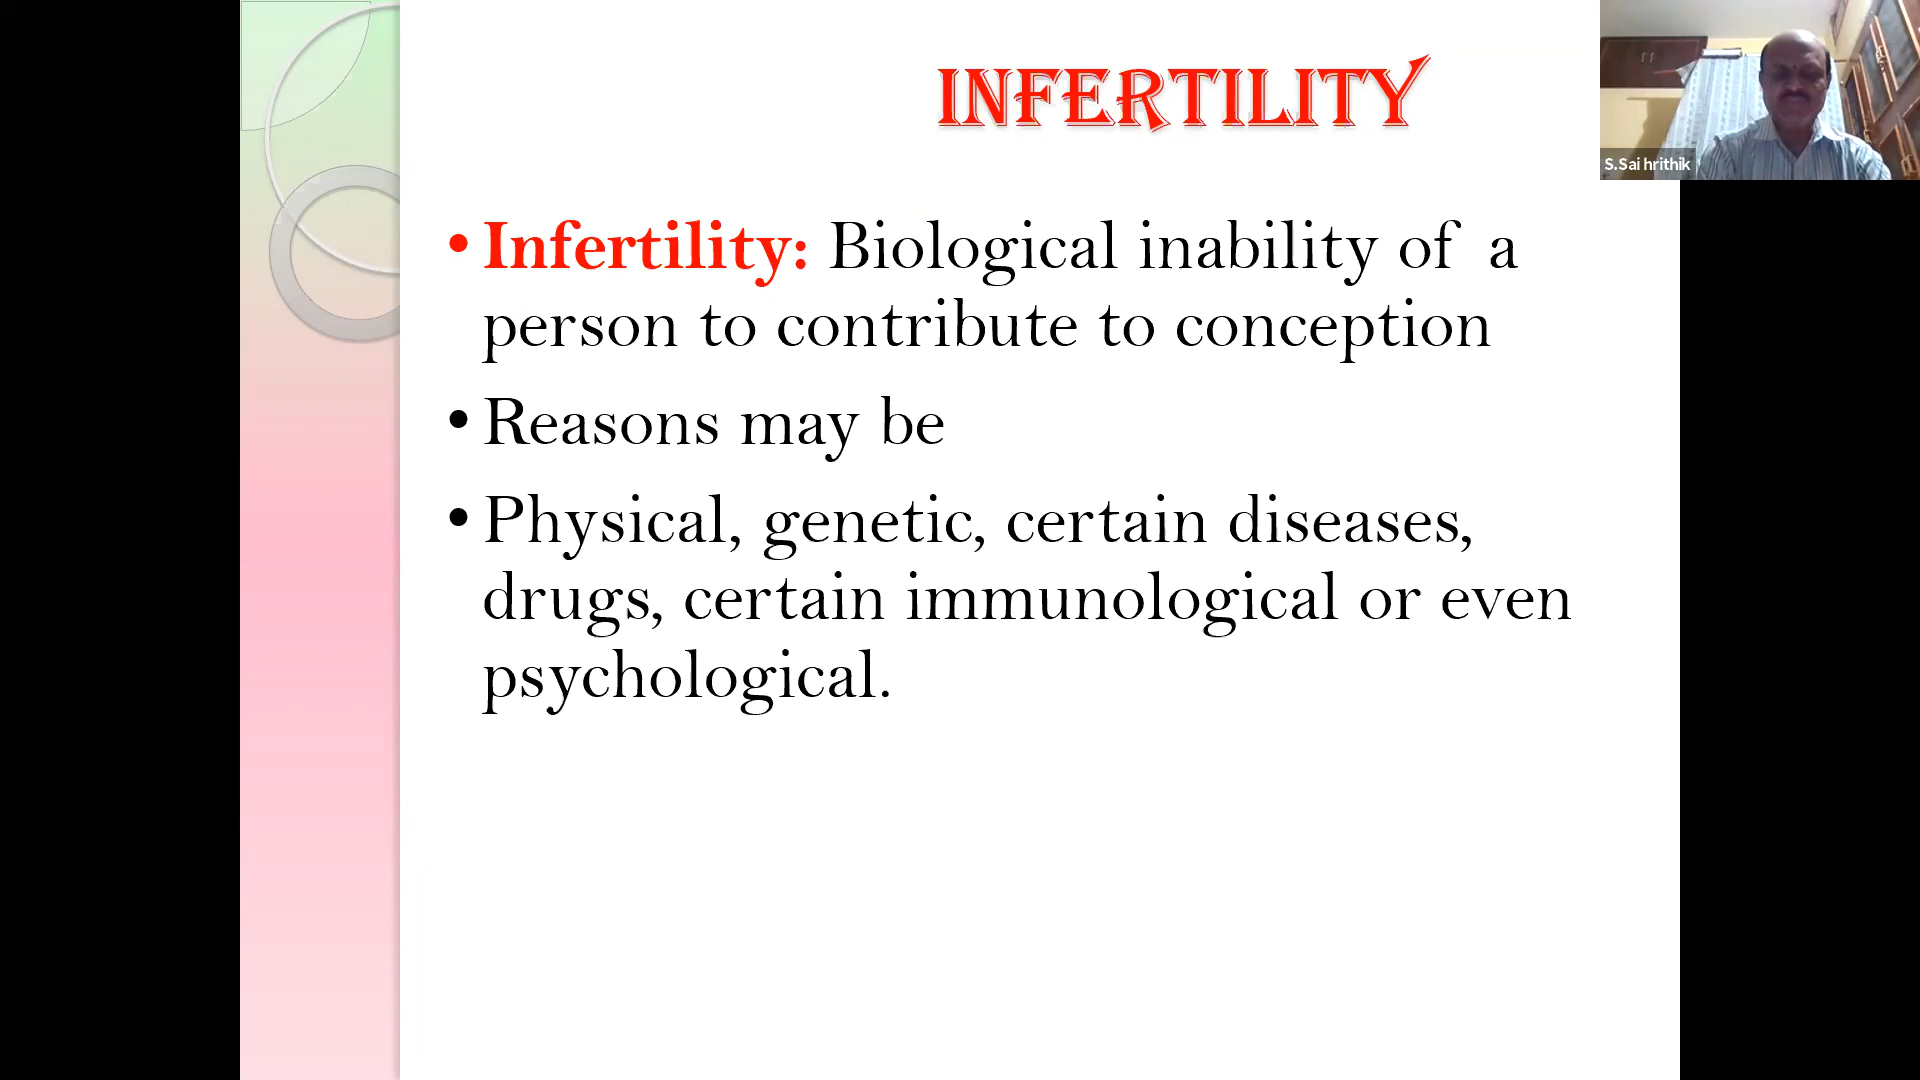 INFERTILITY
S.Sai hrithik
• Infertility: Biological inability of a
person to contribute to conception
• Reasons may be
• Physical, genetic, certain diseases,
drugs, certain immunological or even
psychological.